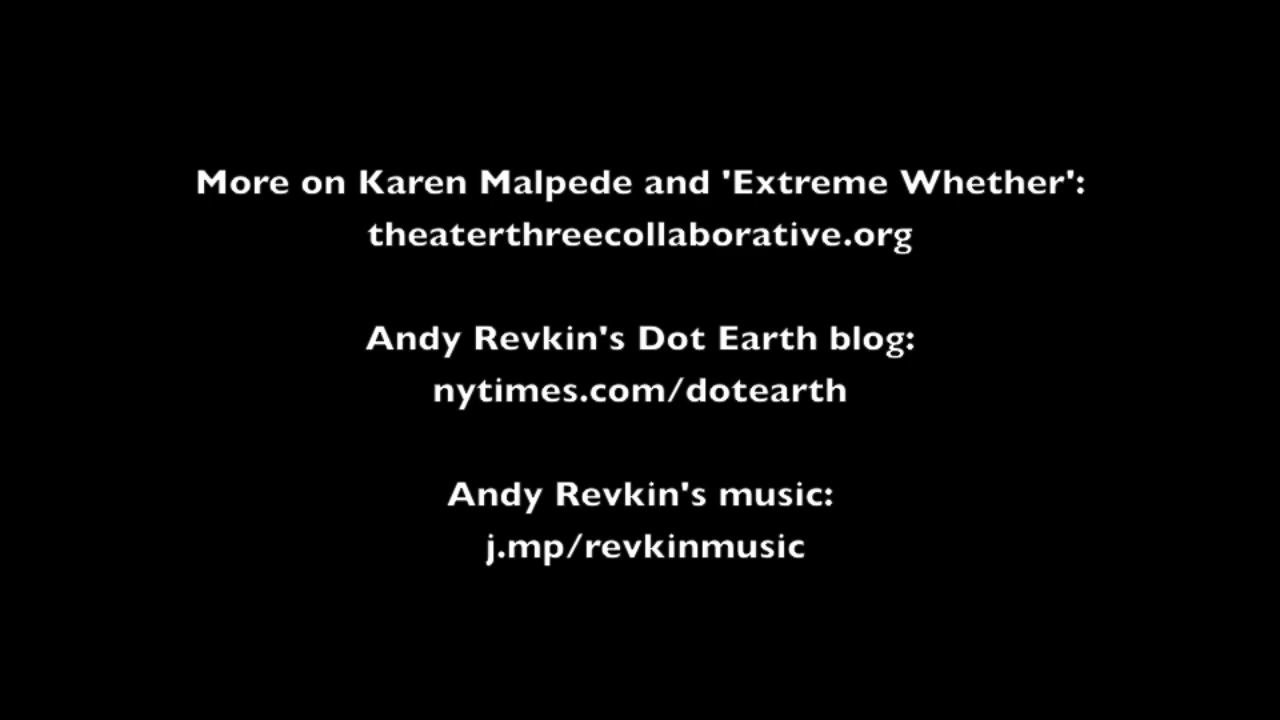 More on Karen Malpede and 'Extreme Whether':
theaterthreecollaborative.org
Andy Revkin's Dot Earth blog:
nytimes.com/dotearth
Andy Revkin's music:
j.mp/revkinmusic